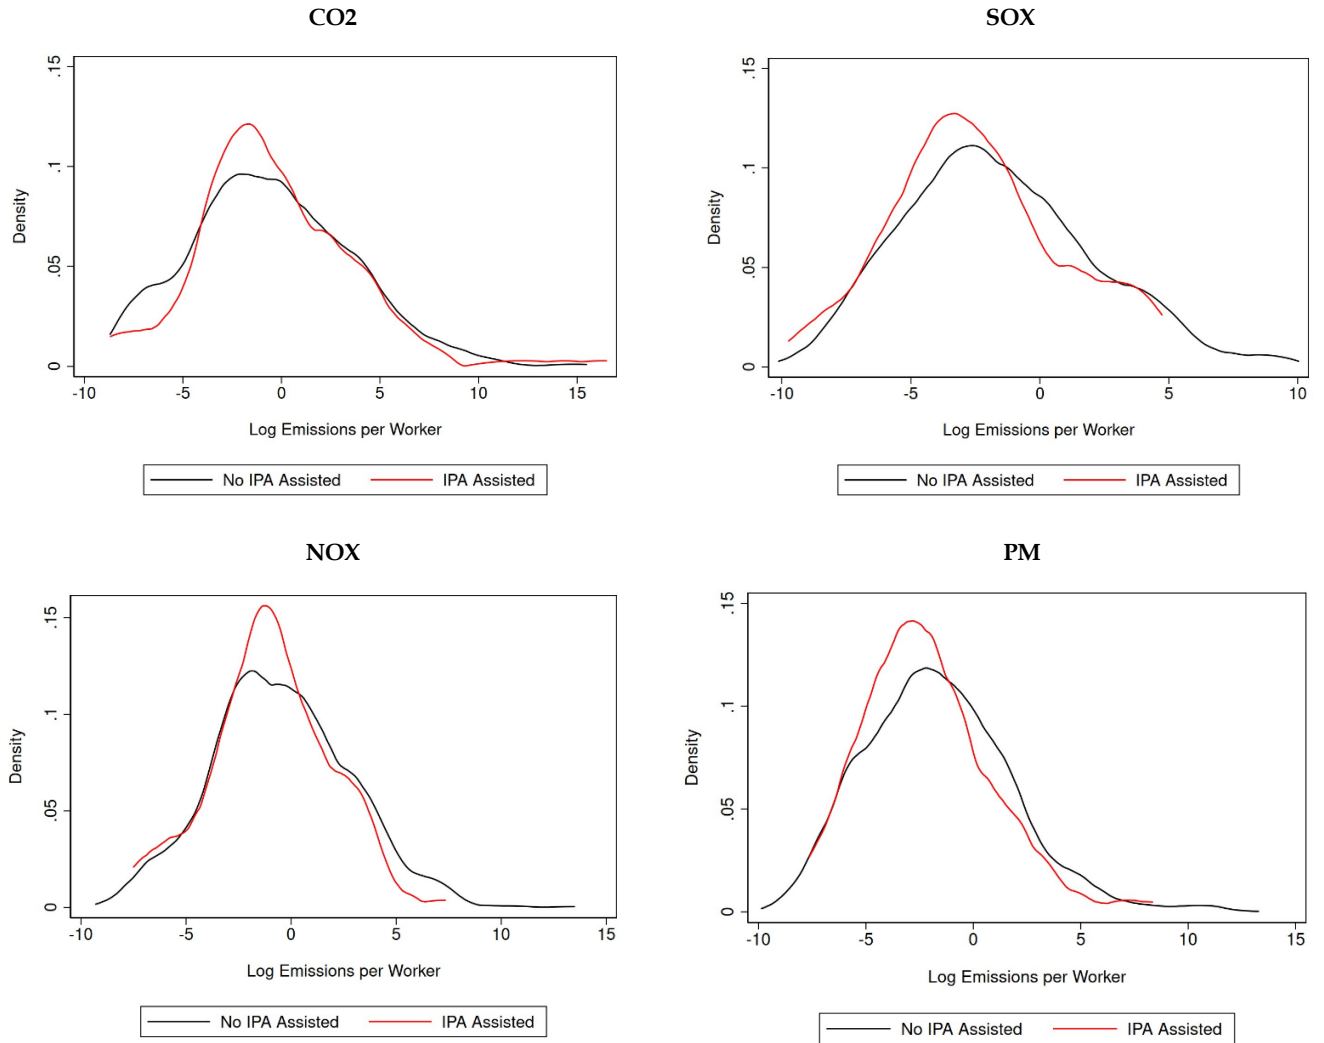 CO2
.15
.1
.05
0
Density
-10 -5 0 5 10 15
Log Emissions per Worker
No IPA Assisted IPA Assisted
SOX
.15
.1
.05
0
Density
-10 -5 0 5 10
Log Emissions per Worker
No IPA Assisted IPA Assisted
NOX
.15
.1
.05
0
Density
-10 -5 0 5 10 15
Log Emissions per Worker
No IPA Assisted IPA Assisted
PM
.15
.1
.05
0
Density
-10 -5 0 5 10 15
Log Emissions per Worker
No IPA Assisted IPA Assisted